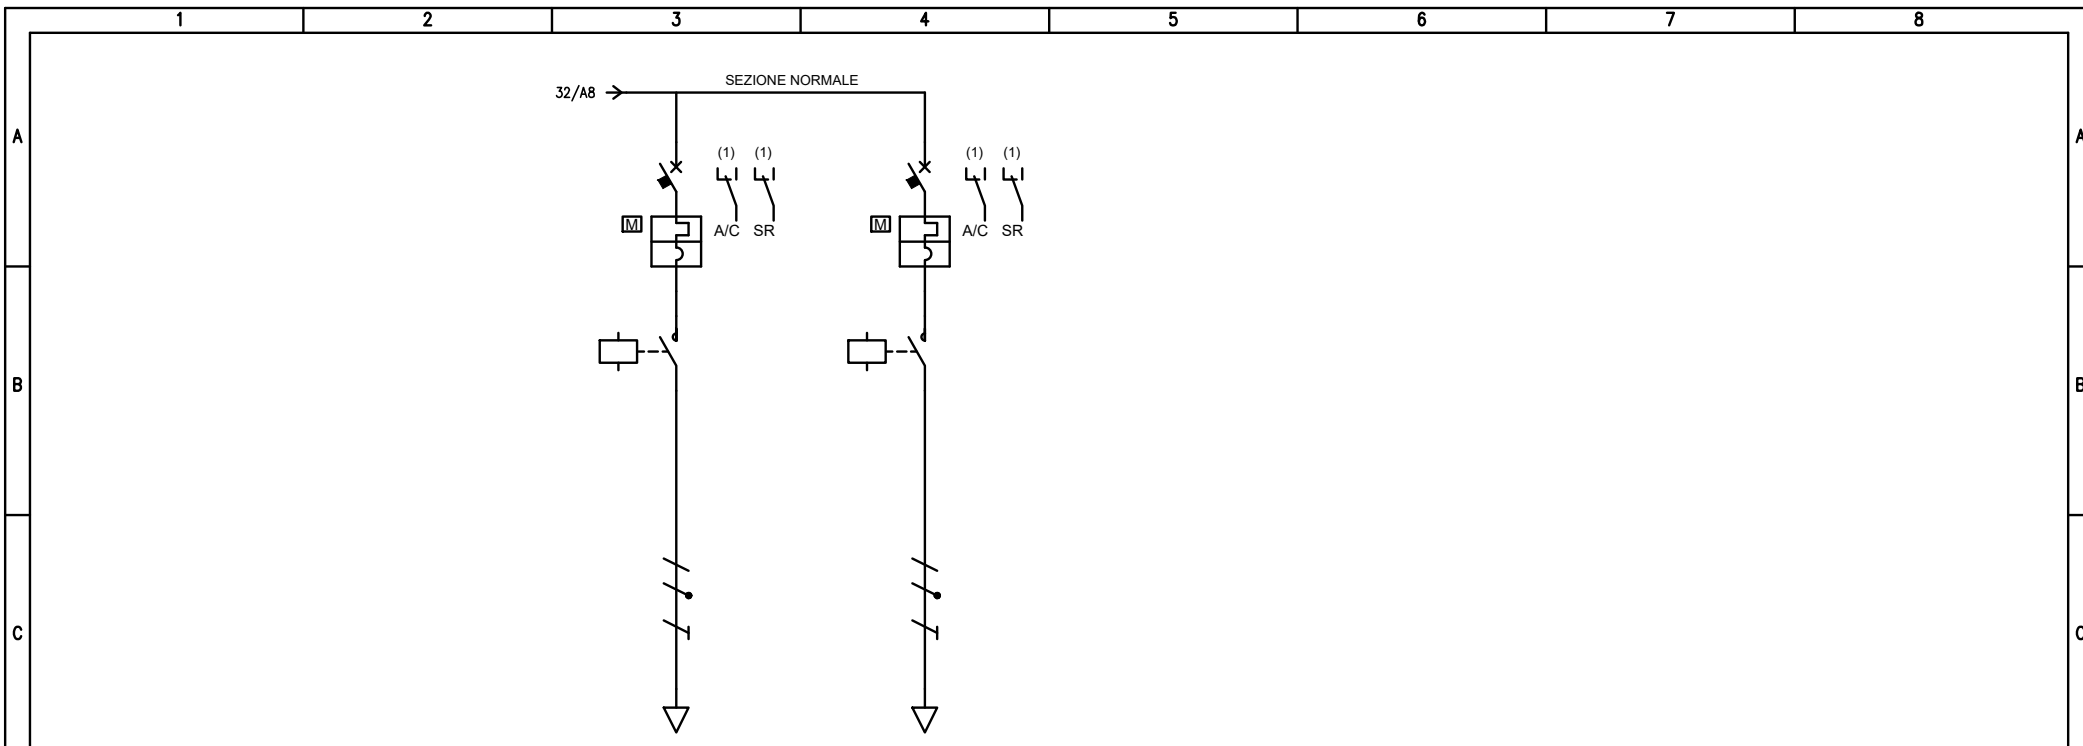 1 2 3 4 5 6 7 8
SEZIONE NORMALE
32/A8
A A
(1) (1) (1) (1)
M A/C SR M A/C SR
B B
C C